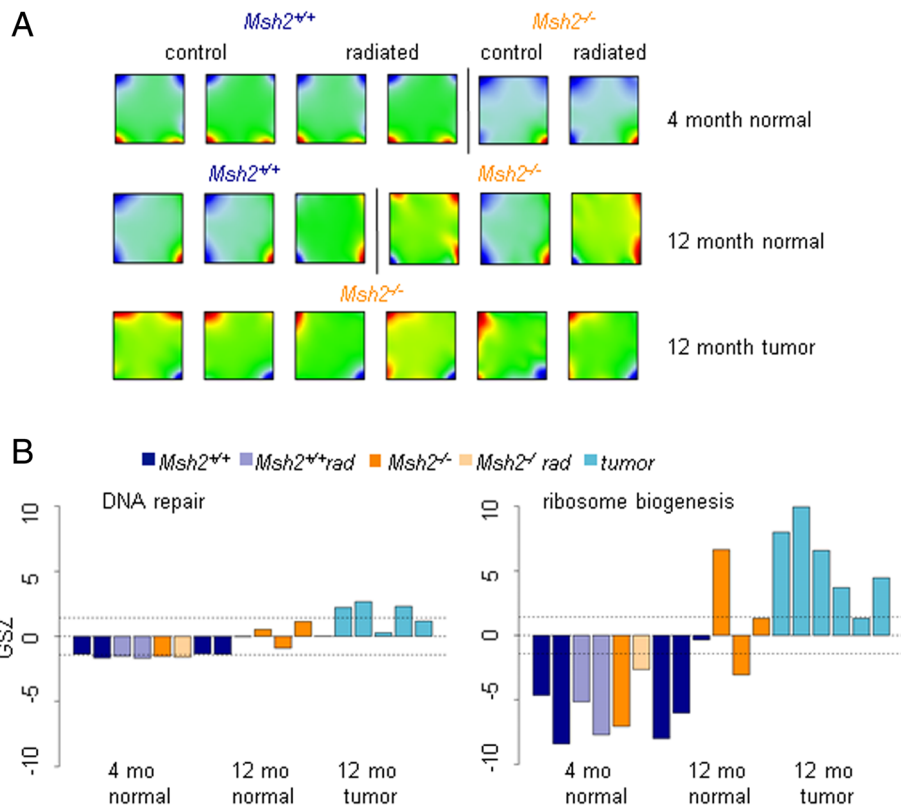 A
Msh2+/+ Msh2-/-
control radiated control radiated
4 month normal
Msh2+/+ Msh2-/-
12 month normal
Msh2-/-
12 month tumor
B
Msh2+/+ Msh2+/+rad Msh2-/- Msh2-/ rad tumor
DNA repair
10
5
0
-5
-10
GSZ
4 mo normal
12 mo normal
12 mo tumor
ribosome biogenesis
10
5
0
-5
-10
4 mo normal
12 mo normal
12 mo tumor